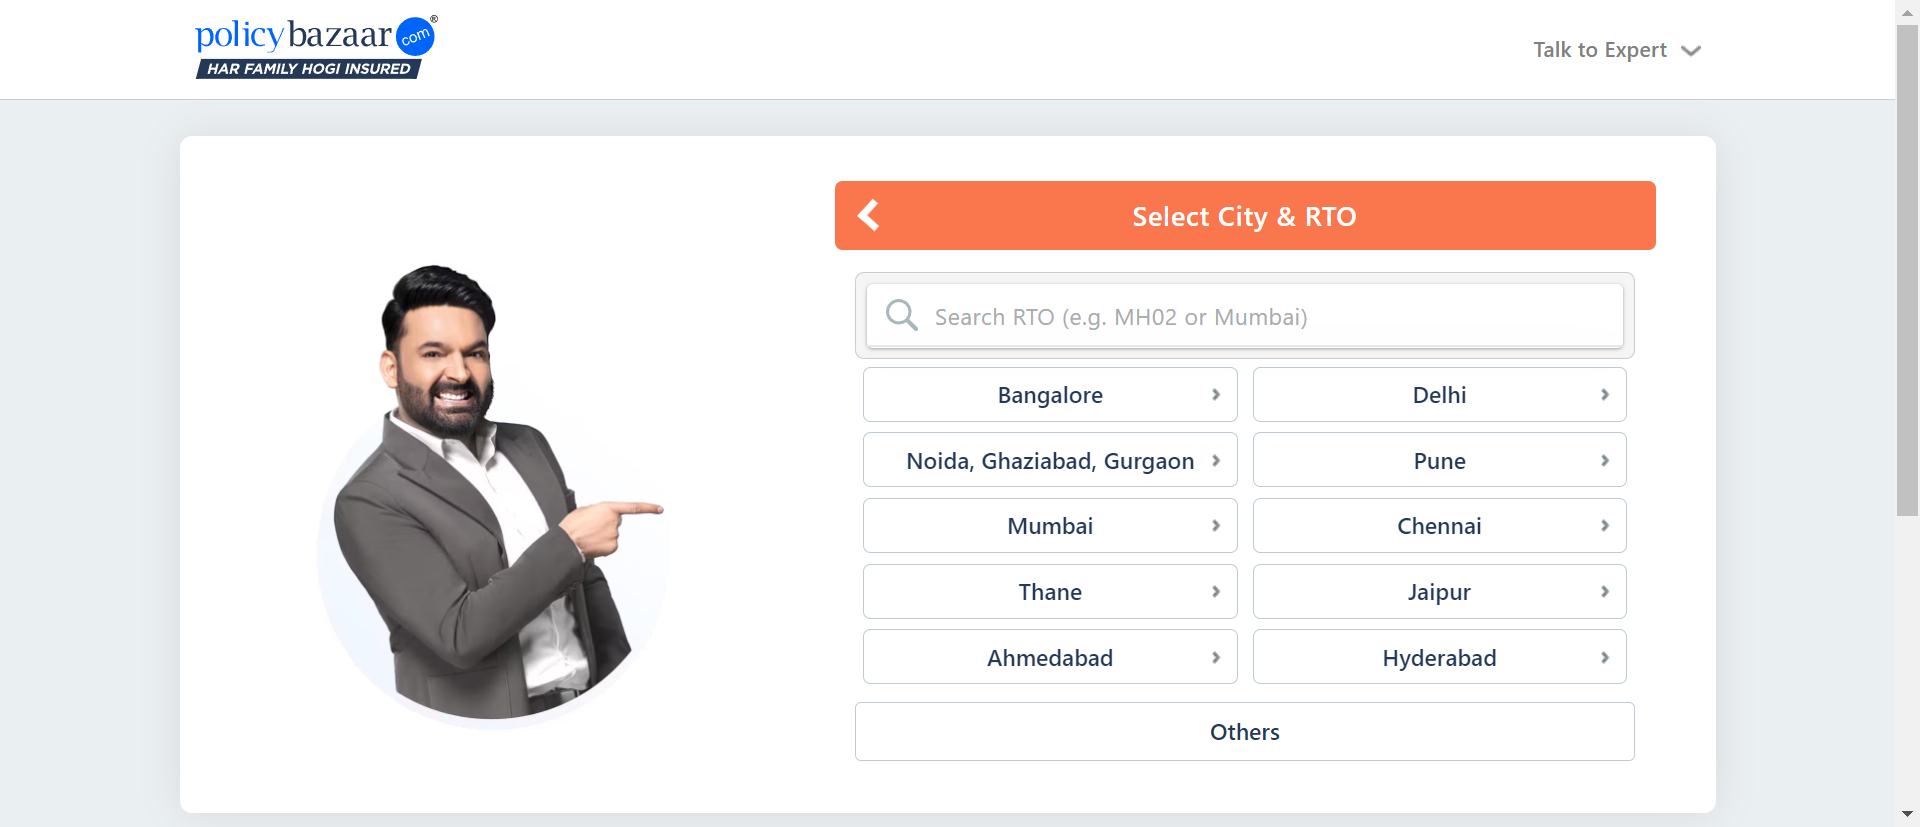 policybazaar com ®
HAR FAMILY HOGI INSURED
Talk to Expert
Select City & RTO
Search RTO (e.g. MH02 or Mumbai)
Bangalore
Delhi
Noida, Ghaziabad, Gurgaon
Pune
Mumbai
Chennai
Thane
Jaipur
Ahmedabad
Hyderabad
Others